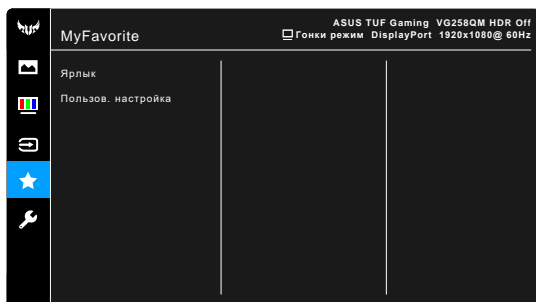 ASUS TUF Gaming VG258QM HDR Off
MyFavorite
Гонки режим DisplayPort 1920x1080@ 60Hz
Ярлык
Пользов. настройка